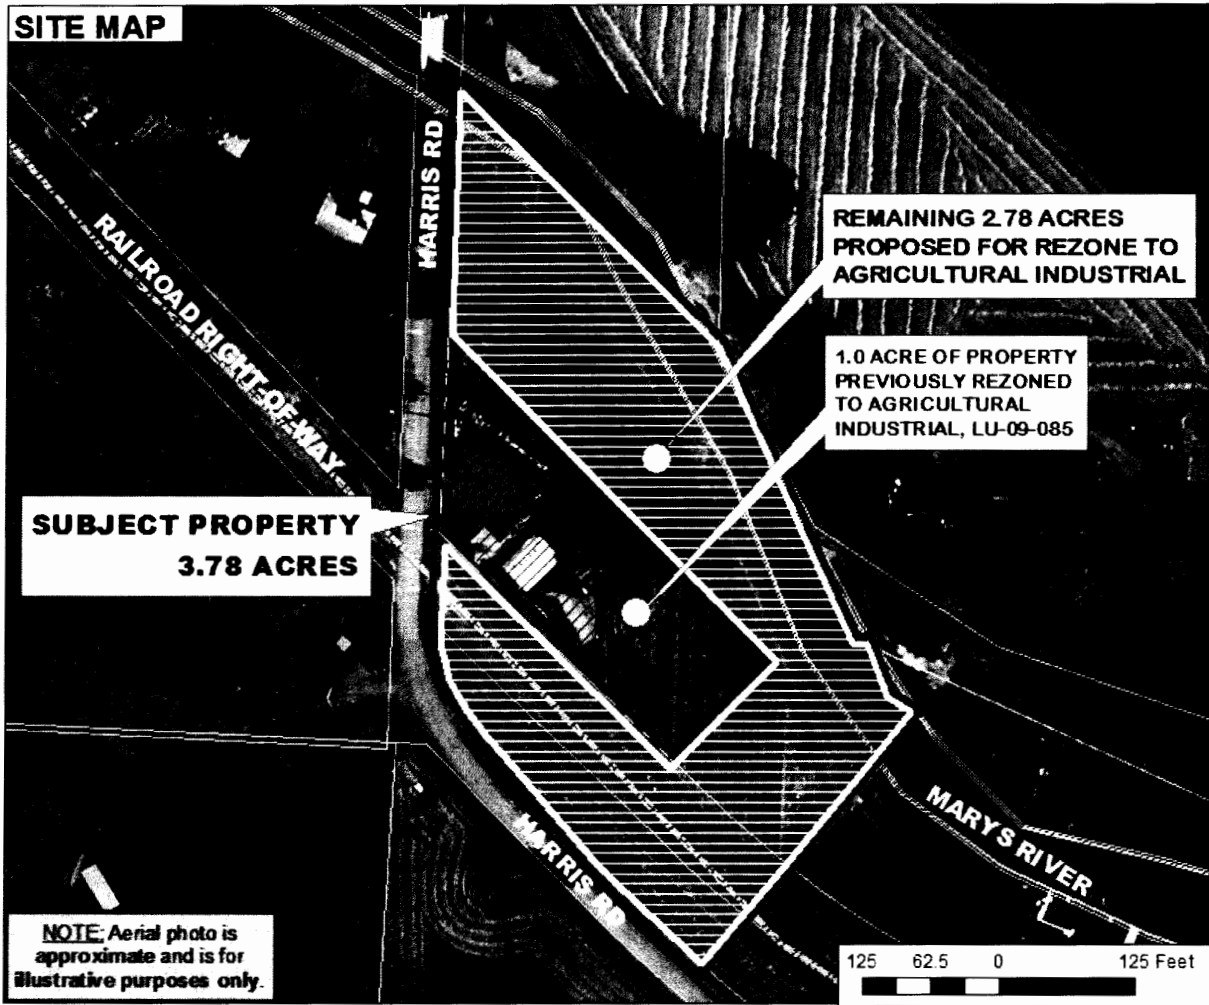 SITE MAP
HARRIS RD
RAILROAD RIGHT-OF-WAY
REMAINING 2.78 ACRES
PROPOSED FOR REZONE TO
AGRICULTURAL INDUSTRIAL
1.0 ACRE OF PROPERTY
PREVIOUSLY REZONED
TO AGRICULTURAL
INDUSTRIAL, LU-09-085
SUBJECT PROPERTY
3.78 ACRES
HARRIS RD
MARYS RIVER
NOTE: Aerial photo is
approximate and is for
illustrative purposes only.
125 62.5 0 125 Feet